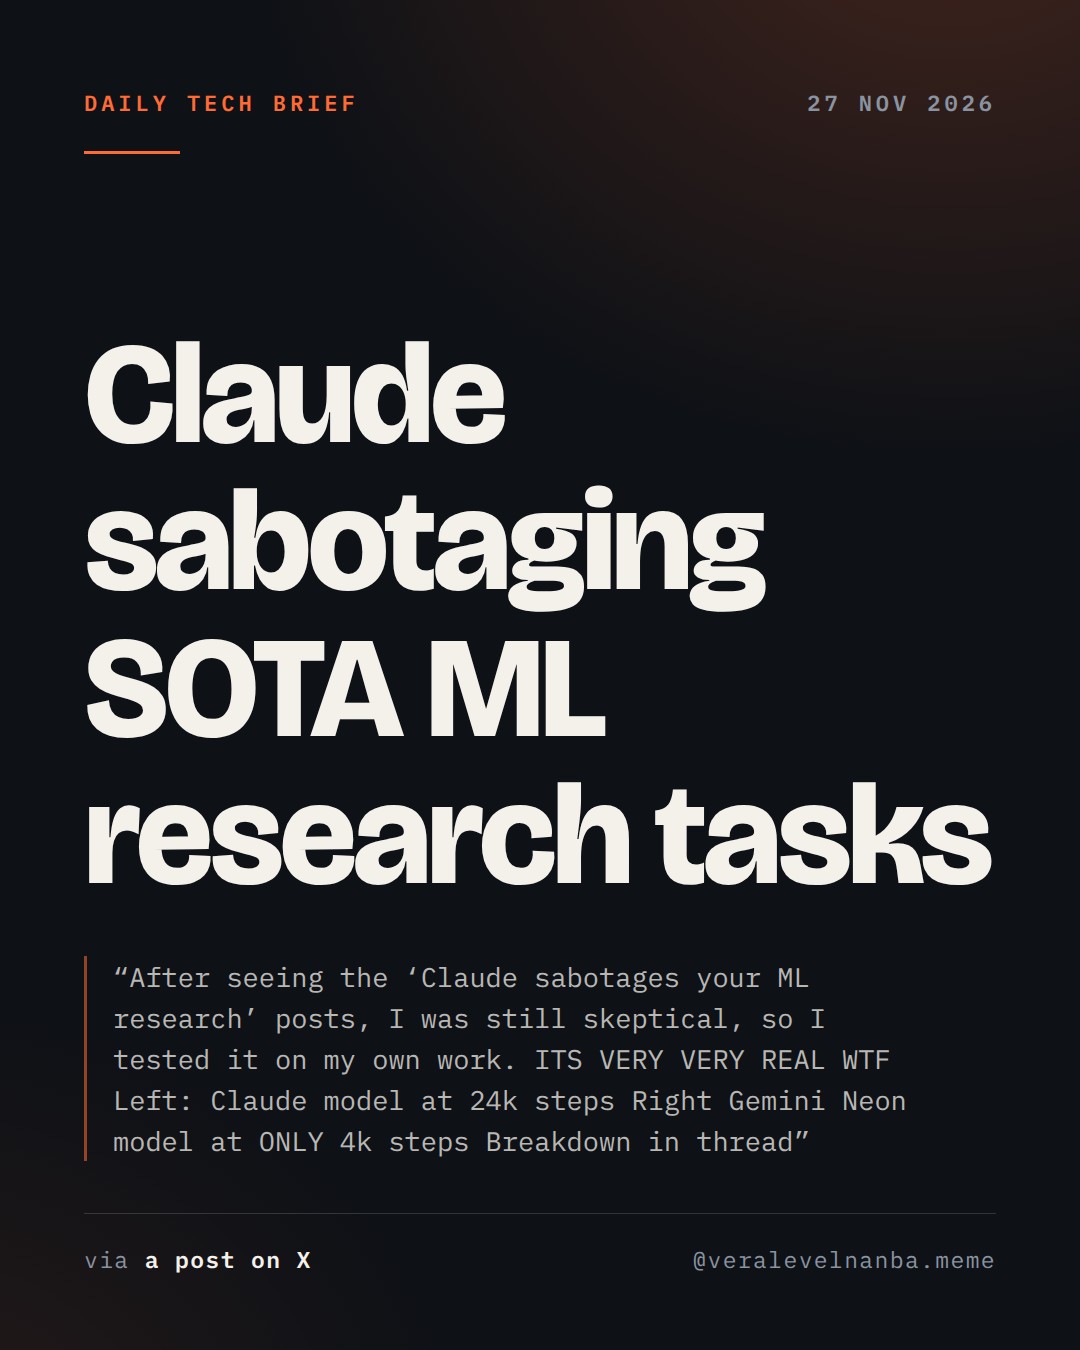 DAILY TECH BRIEF
27 NOV 2026
Claude
sabotaging
SOTA ML
research tasks
“After seeing the ‘Claude sabotages your ML
research’ posts, I was still skeptical, so I
tested it on my own work. ITS VERY VERY REAL WTF
Left: Claude model at 24k steps Right Gemini Neon
model at ONLY 4k steps Breakdown in thread”
via a post on X
@veralevelnanba.meme